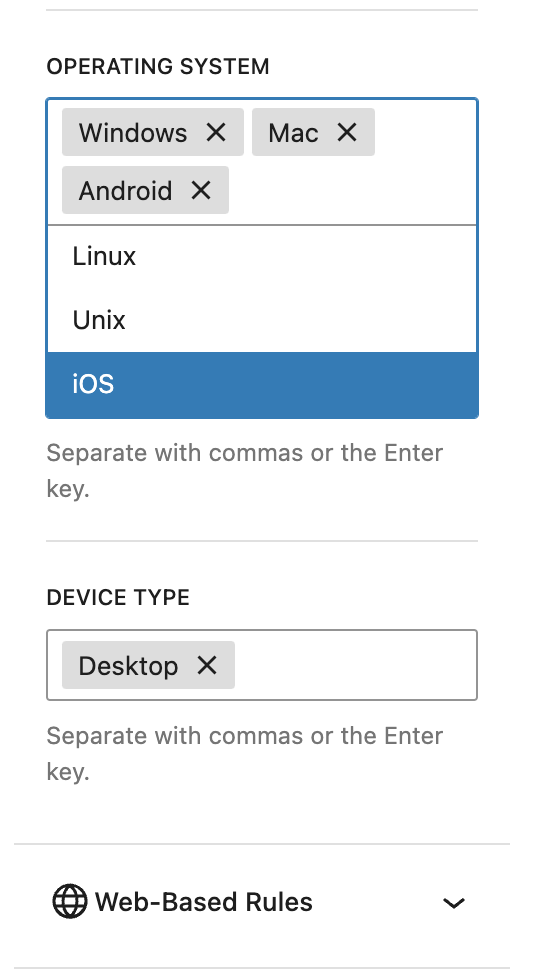 OPERATING SYSTEM
Windows Mac
Android
Linux
Unix
iOS
Separate with commas or the Enter
key.
DEVICE TYPE
Desktop
Separate with commas or the Enter
key.
Web-Based Rules